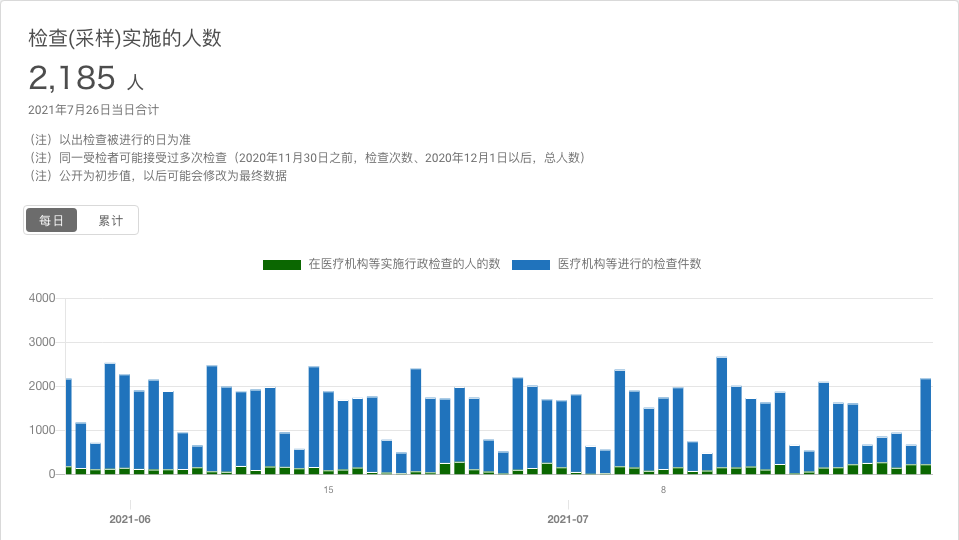 检查(采样)实施的人数
2,185 人
2021年7月26日当日合计
（注）以出检查被进行的日为准
（注）同一受检者可能接受过多次检查（2020年11月30日之前，检查次数、2020年12月1日以后，总人数）
（注）公开为初步值，以后可能会修改为最终数据
每日 累计
在医疗机构等实施行政检查的人的数 医疗机构等进行的检查件数
4000
3000
2000
1000
0
15 8
2021-06 2021-07